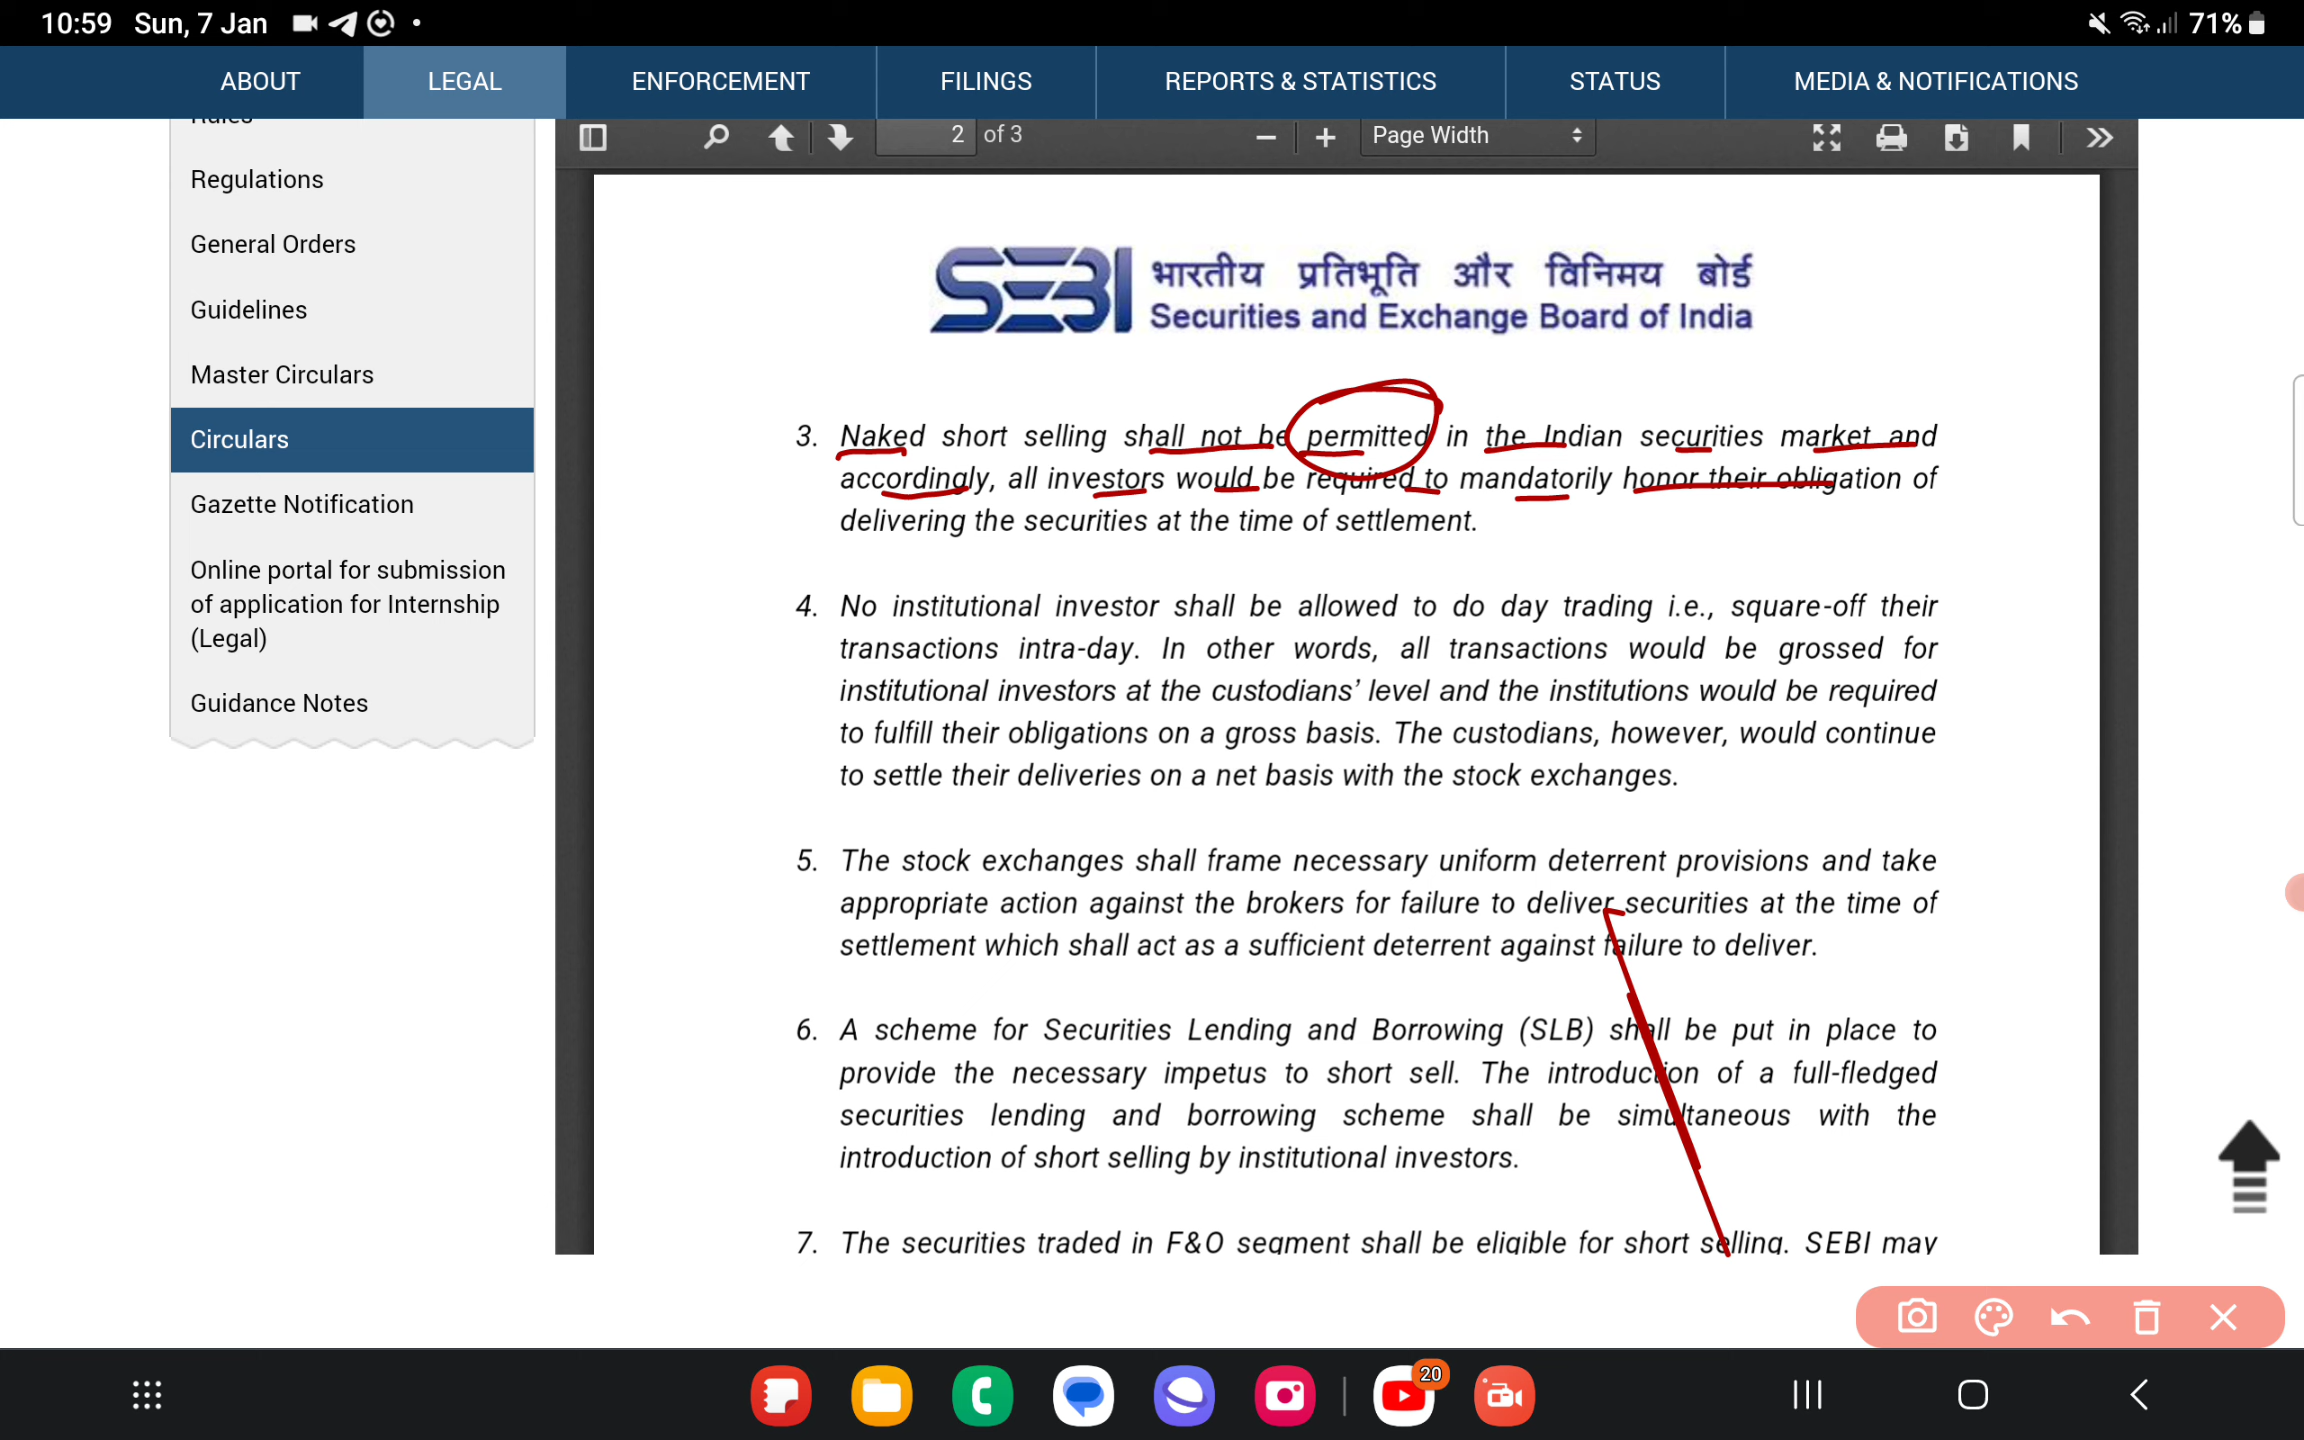 10:59 Sun, 7 Jan
71%
ABOUT LEGAL ENFORCEMENT FILINGS REPORTS & STATISTICS STATUS MEDIA & NOTIFICATIONS
Regulations
General Orders
Guidelines
Master Circulars
Circulars
Gazette Notification
Online portal for submission
of application for Internship
(Legal)
Guidance Notes
2 of 3
Page Width
SEBI
भारतीय प्रतिभूति और विनिमय बोर्ड
Securities and Exchange Board of India
3. Naked short selling shall not be permitted in the Indian securities market and
accordingly, all investors would be required to mandatorily honor their obligation of
delivering the securities at the time of settlement.
4. No institutional investor shall be allowed to do day trading i.e., square-off their
transactions intra-day. In other words, all transactions would be grossed for
institutional investors at the custodians' level and the institutions would be required
to fulfill their obligations on a gross basis. The custodians, however, would continue
to settle their deliveries on a net basis with the stock exchanges.
5. The stock exchanges shall frame necessary uniform deterrent provisions and take
appropriate action against the brokers for failure to deliver securities at the time of
settlement which shall act as a sufficient deterrent against failure to deliver.
6. A scheme for Securities Lending and Borrowing (SLB) shall be put in place to
provide the necessary impetus to short sell. The introduction of a full-fledged
securities lending and borrowing scheme shall be simultaneous with the
introduction of short selling by institutional investors.
7. The securities traded in F&O segment shall be eligible for short selling. SEBI may
20